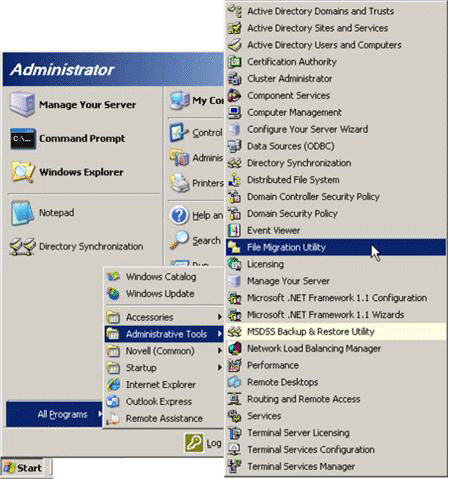 Administrator
Manage Your Server
Command Prompt
Windows Explorer
Notepad
Directory Synchronization
All Programs
My Co
Control
Adminis
Printers
Help an
Search
Run
Log
Windows Catalog
Windows Update
Accessories
Administrative Tools
Novell (Common)
Startup
Internet Explorer
Outlook Express
Remote Assistance
Active Directory Domains and Trusts
Active Directory Sites and Services
Active Directory Users and Computers
Certification Authority
Cluster Administrator
Component Services
Computer Management
Configure Your Server Wizard
Data Sources (ODBC)
Directory Synchronization
Distributed File System
Domain Controller Security Policy
Domain Security Policy
Event Viewer
File Migration Utility
Licensing
Manage Your Server
Microsoft .NET Framework 1.1 Configuration
Microsoft .NET Framework 1.1 Wizards
MSDSS Backup & Restore Utility
Network Load Balancing Manager
Performance
Remote Desktops
Routing and Remote Access
Services
Terminal Server Licensing
Terminal Services Configuration
Terminal Services Manager
Start